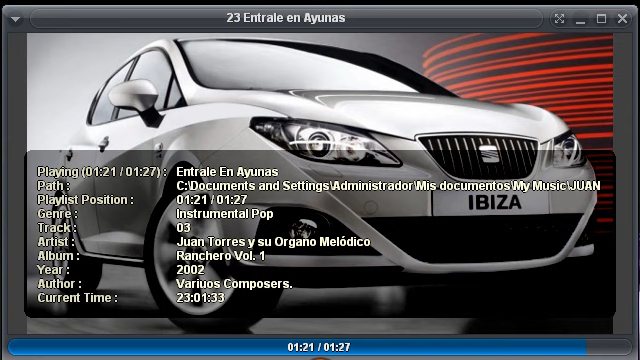 23 Entrale en Ayunas
Playing (01:21 / 01:27) : Entrale En Ayunas
Path : C:\Documents and Settings\Administrador\Mis documentos\My Music\JUAN
Playlist Position : 01:21 / 01:27
Genre : Instrumental Pop
Track : 03
Artist : Juan Torres y su Organo Melódico
Album : Ranchero Vol. 1
Year : 2002
Author : Variuos Composers.
Current Time : 23:01:33
IBIZA
01:21 / 01:27